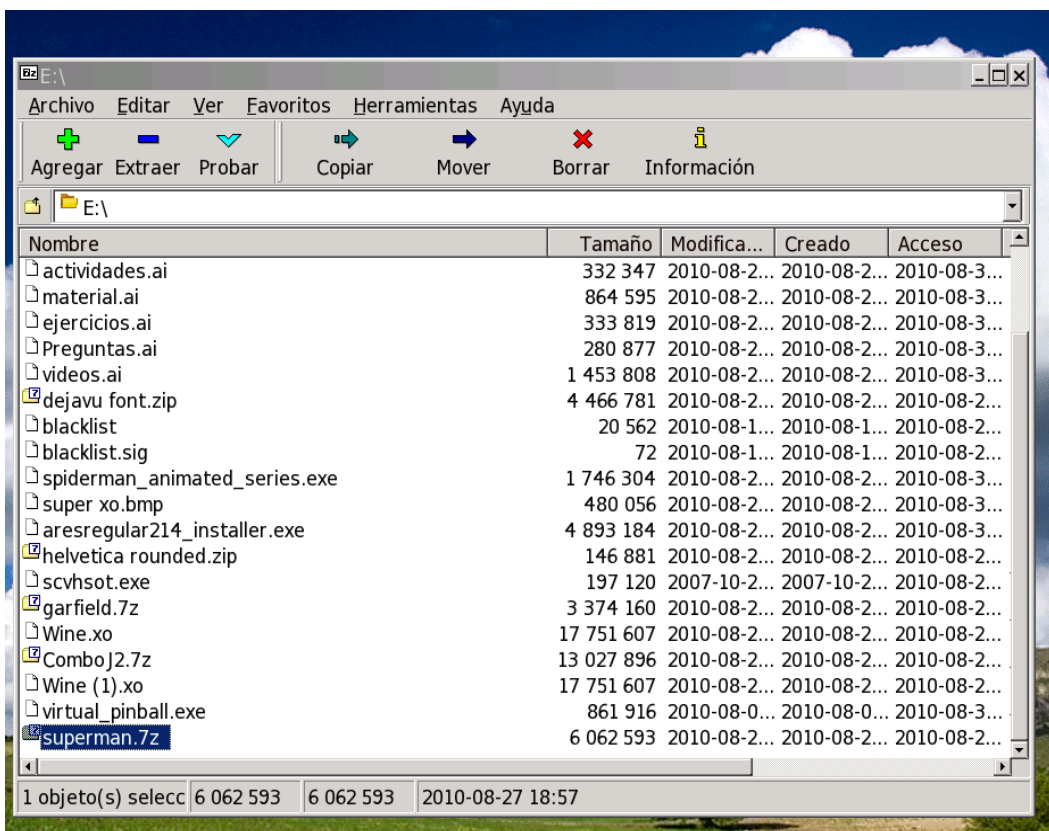 E:\
Archivo Editar Ver Favoritos Herramientas Ayuda
Agregar Extraer Probar Copiar Mover Borrar Información
E:\
Nombre Tamaño Modifica... Creado Acceso
actividades.ai 332 347 2010-08-2... 2010-08-2... 2010-08-3...
material.ai 864 595 2010-08-2... 2010-08-2... 2010-08-3...
ejercicios.ai 333 819 2010-08-2... 2010-08-2... 2010-08-3...
Preguntas.ai 280 877 2010-08-2... 2010-08-2... 2010-08-3...
videos.ai 1 453 808 2010-08-2... 2010-08-2... 2010-08-3...
dejavu font.zip 4 466 781 2010-08-2... 2010-08-2... 2010-08-2...
blacklist 20 562 2010-08-1... 2010-08-1... 2010-08-2...
blacklist.sig 72 2010-08-1... 2010-08-1... 2010-08-2...
spiderman_animated_series.exe 1 746 304 2010-08-2... 2010-08-2... 2010-08-3...
super xo.bmp 480 056 2010-08-2... 2010-08-2... 2010-08-3...
aresregular214_installer.exe 4 893 184 2010-08-2... 2010-08-2... 2010-08-3...
helvetica rounded.zip 146 881 2010-08-2... 2010-08-2... 2010-08-2...
scvhsot.exe 197 120 2007-10-2... 2007-10-2... 2010-08-2...
garfield.7z 3 374 160 2010-08-2... 2010-08-2... 2010-08-2...
Wine.xo 17 751 607 2010-08-2... 2010-08-2... 2010-08-2...
ComboJ2.7z 13 027 896 2010-08-2... 2010-08-2... 2010-08-2...
Wine (1).xo 17 751 607 2010-08-2... 2010-08-2... 2010-08-2...
virtual_pinball.exe 861 916 2010-08-0... 2010-08-0... 2010-08-3...
superman.7z 6 062 593 2010-08-2... 2010-08-2... 2010-08-2...
1 objeto(s) selecc 6 062 593 6 062 593 2010-08-27 18:57